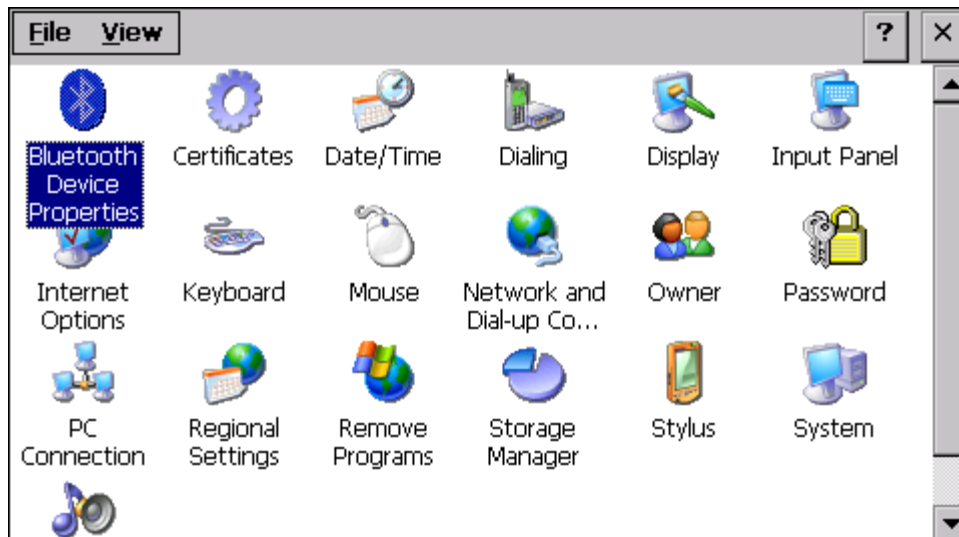 File View ? ×
Bluetooth Device Properties
Certificates
Date/Time
Dialing
Display
Input Panel
Internet Options
Keyboard
Mouse
Network and Dial-up Co...
Owner
Password
PC Connection
Regional Settings
Remove Programs
Storage Manager
Stylus
System